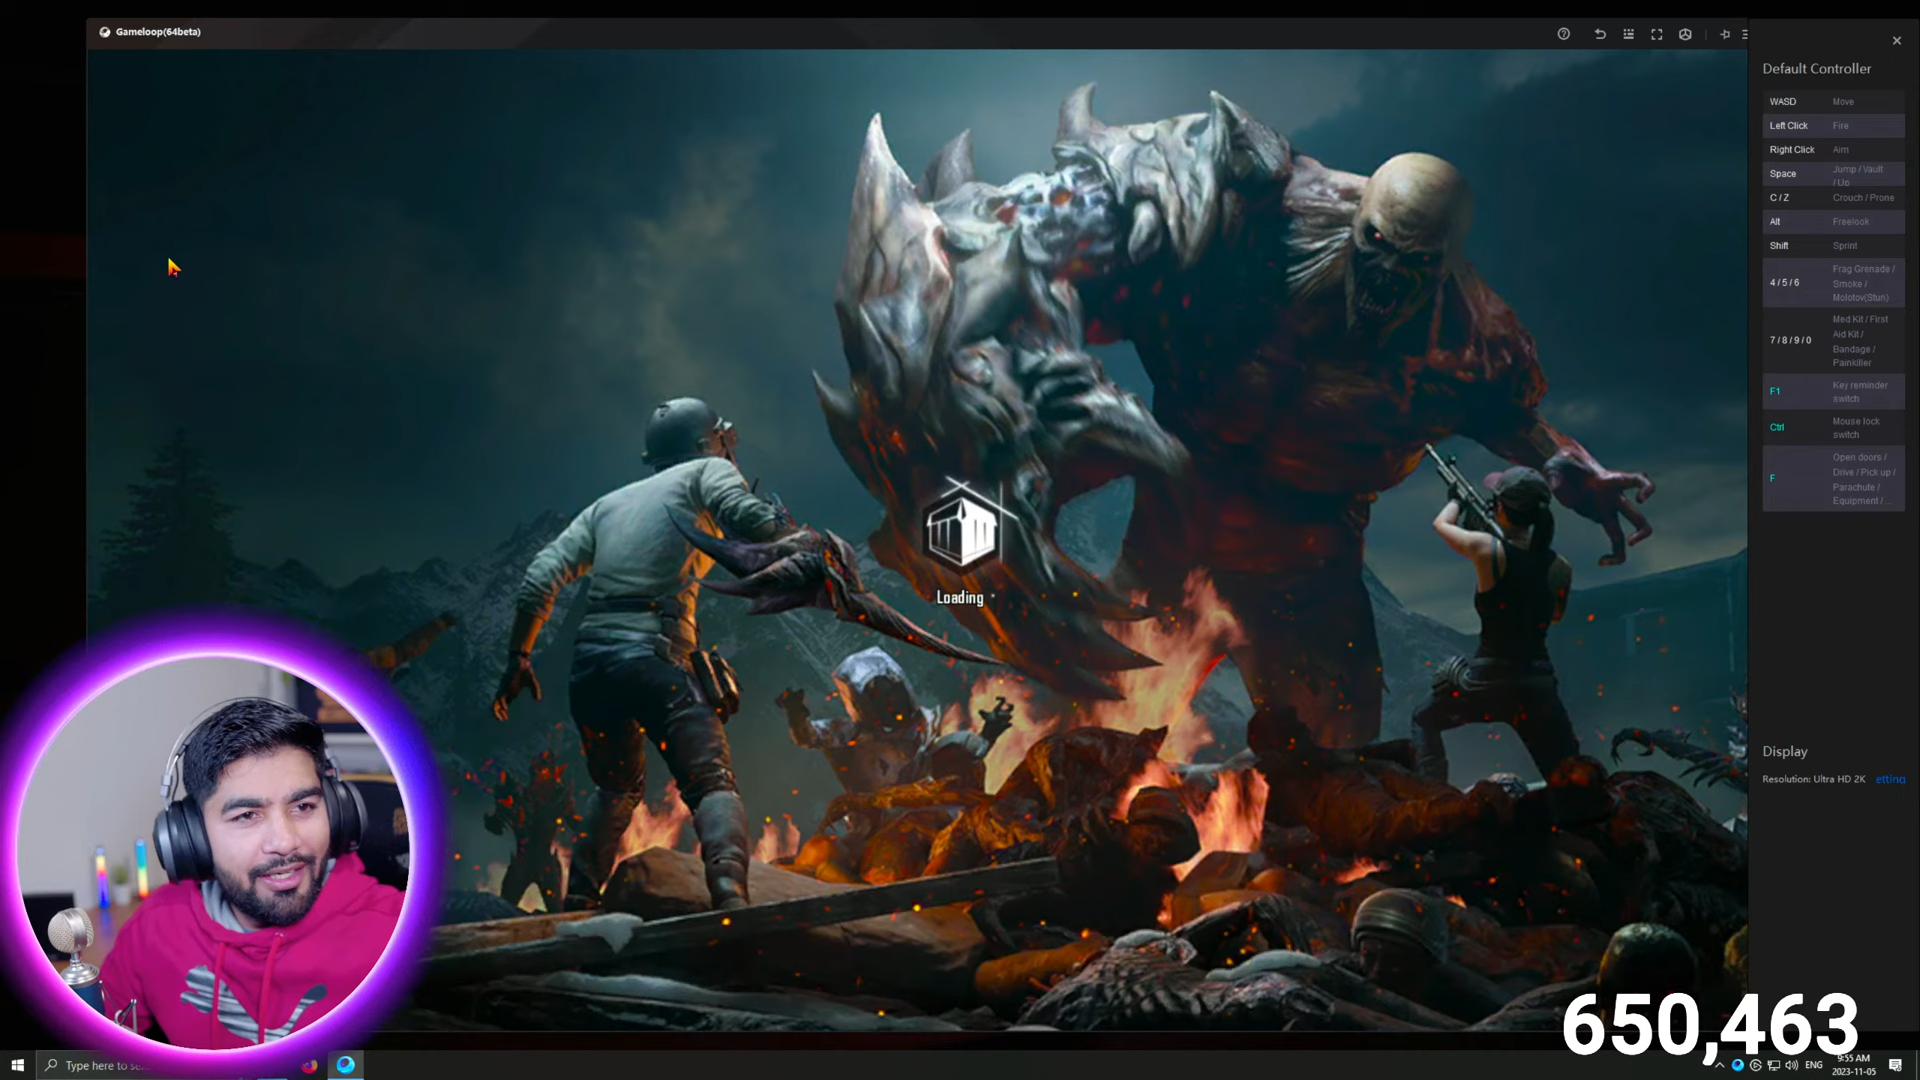 Gameloop(64beta)
Default Controller
WASD Move
Left Click Fire
Right Click Aim
Space Jump / Vault
/ Up
C / Z Crouch / Prone
Alt Freelook
Shift Sprint
4 / 5 / 6 Frag Grenade /
Smoke /
Molotov(Stun)
7 / 8 / 9 / 0 Med Kit / First
Aid Kit /
Bandage /
Painkiller
F1 Key reminder
switch
Ctrl Mouse lock
switch
F Open doors /
Drive / Pick up /
Parachute /
Equipment / ...
Loading
Display
Resolution: Ultra HD 2K etting
650,463
Type here to se
ENG
9:55 AM
2023-11-05